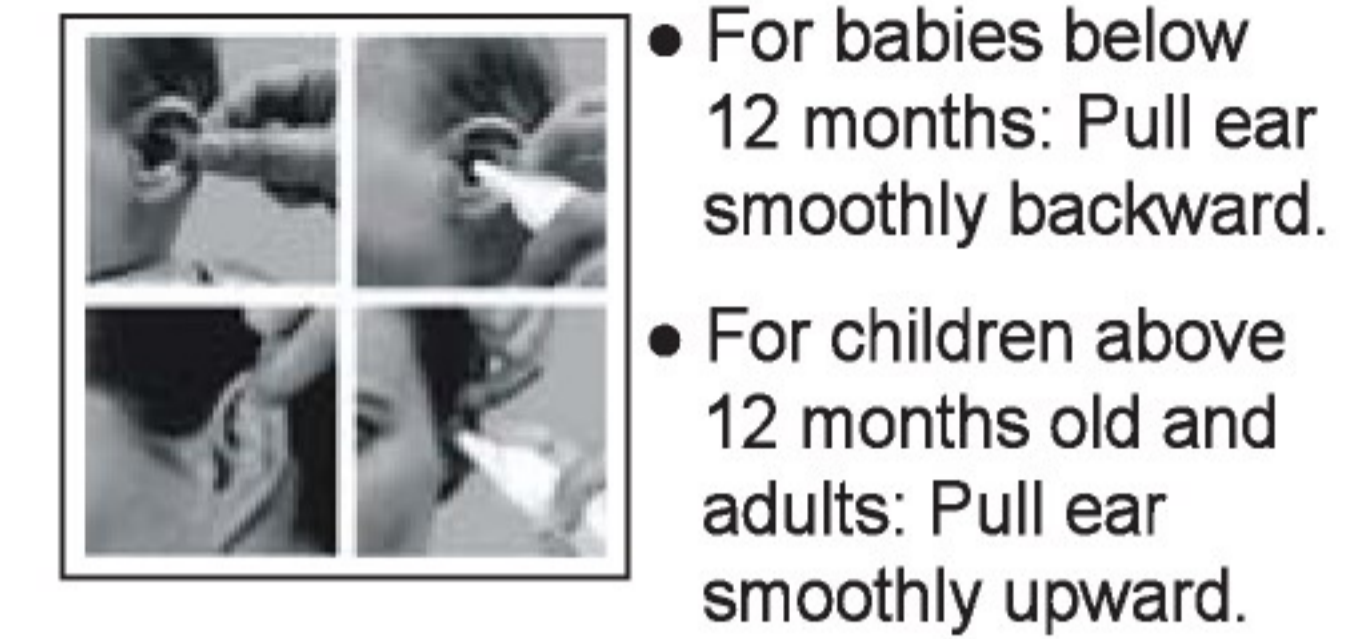 ● For babies below
12 months: Pull ear
smoothly backward.
● For children above
12 months old and
adults: Pull ear
smoothly upward.